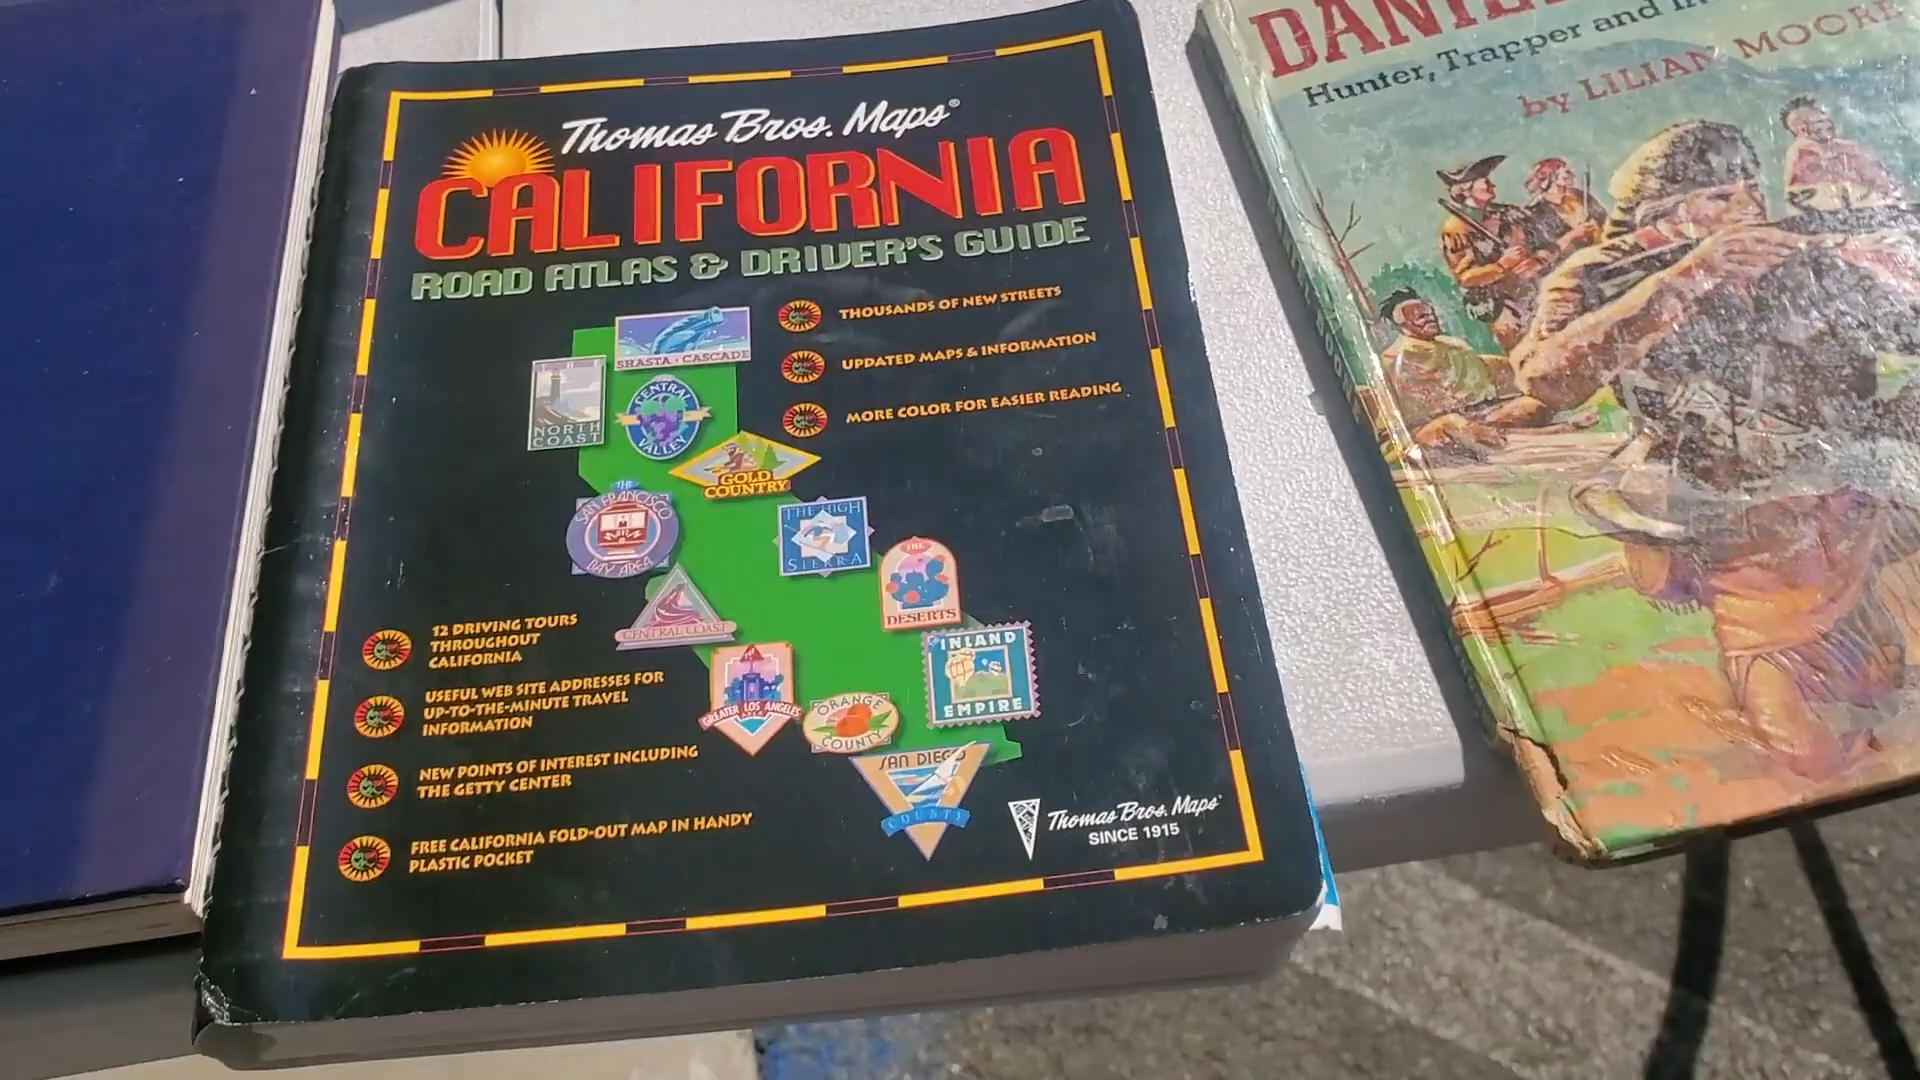 Thomas Bros. Maps®
CALIFORNIA
ROAD ATLAS & DRIVER'S GUIDE
THOUSANDS OF NEW STREETS
UPDATED MAPS & INFORMATION
MORE COLOR FOR EASIER READING
SHASTA · CASCADE
THE
NORTH
COAST
CENTRAL
VALLEY
GOLD
COUNTRY
THE
SAN FRANCISCO
BAY AREA
THE HIGH
SIERRA
THE
DESERTS
CENTRAL COAST
INLAND
EMPIRE
GREATER LOS ANGELES
AREA
ORANGE
COUNTY
SAN DIEGO
COUNTY
12 DRIVING TOURS
THROUGHOUT
CALIFORNIA
USEFUL WEB SITE ADDRESSES FOR
UP-TO-THE-MINUTE TRAVEL
INFORMATION
NEW POINTS OF INTEREST INCLUDING
THE GETTY CENTER
FREE CALIFORNIA FOLD-OUT MAP IN HANDY
PLASTIC POCKET
Thomas Bros. Maps®
SINCE 1915
Hunter, Trapper and
by LILIAN MOORE